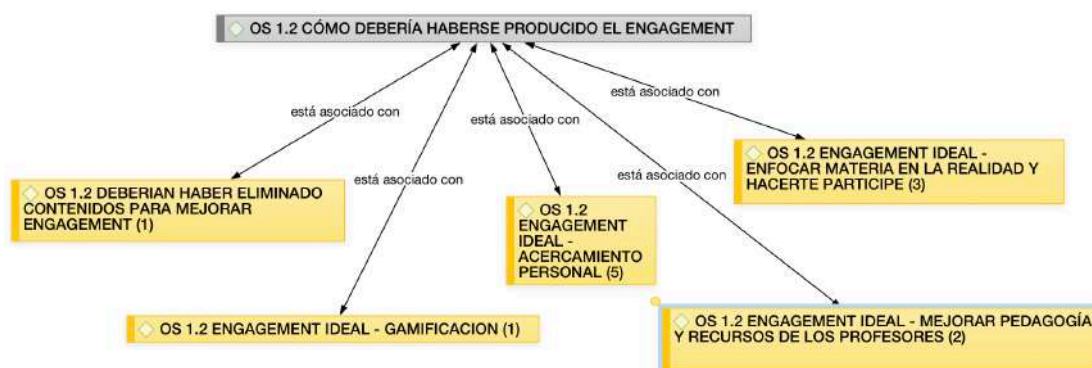 OS 1.2 CÓMO DEBERÍA HABERSE PRODUCIDO EL ENGAGEMENT
está asociado con
está asociado con
está asociado con
está asociado con
está asociado con
OS 1.2 ENGAGEMENT IDEAL -
ENFOCAR MATERIA EN LA REALIDAD Y
HACERTE PARTICIPE (3)
OS 1.2 DEBERIAN HABER ELIMINADO
CONTENIDOS PARA MEJORAR
ENGAGEMENT (1)
OS 1.2
ENGAGEMENT
IDEAL -
ACERCAMIENTO
PERSONAL (5)
OS 1.2 ENGAGEMENT IDEAL - GAMIFICACION (1)
OS 1.2 ENGAGEMENT IDEAL - MEJORAR PEDAGOGÍA
Y RECURSOS DE LOS PROFESORES (2)